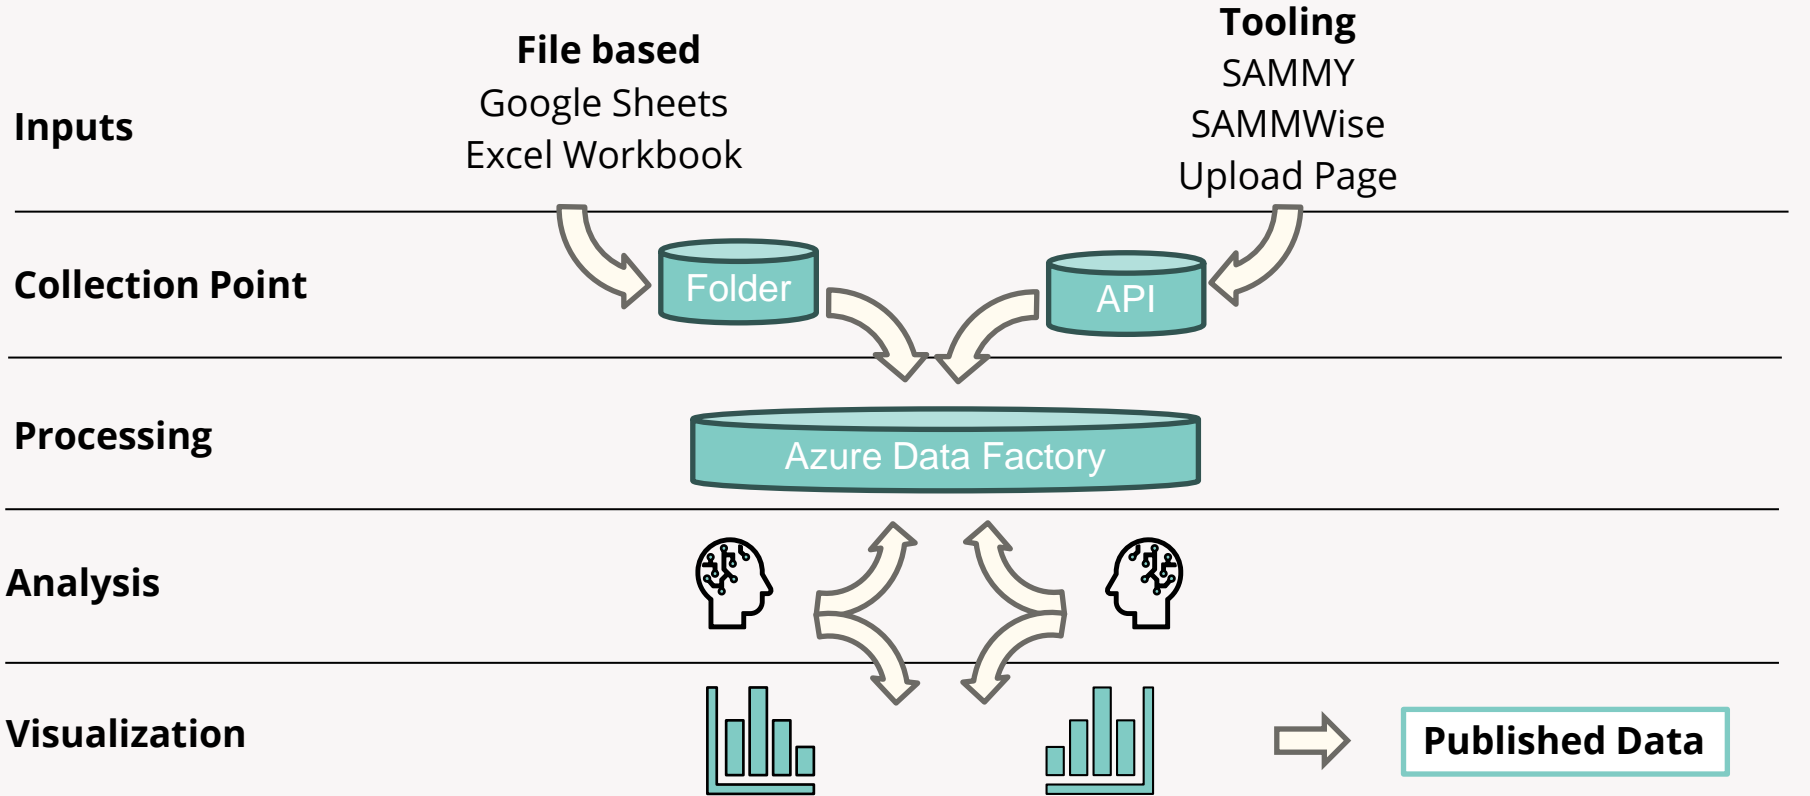 Inputs
File based
Google Sheets
Excel Workbook
Tooling
SAMMY
SAMMWise
Upload Page
Collection Point
Folder
API
Processing
Azure Data Factory
Analysis
Visualization
Published Data